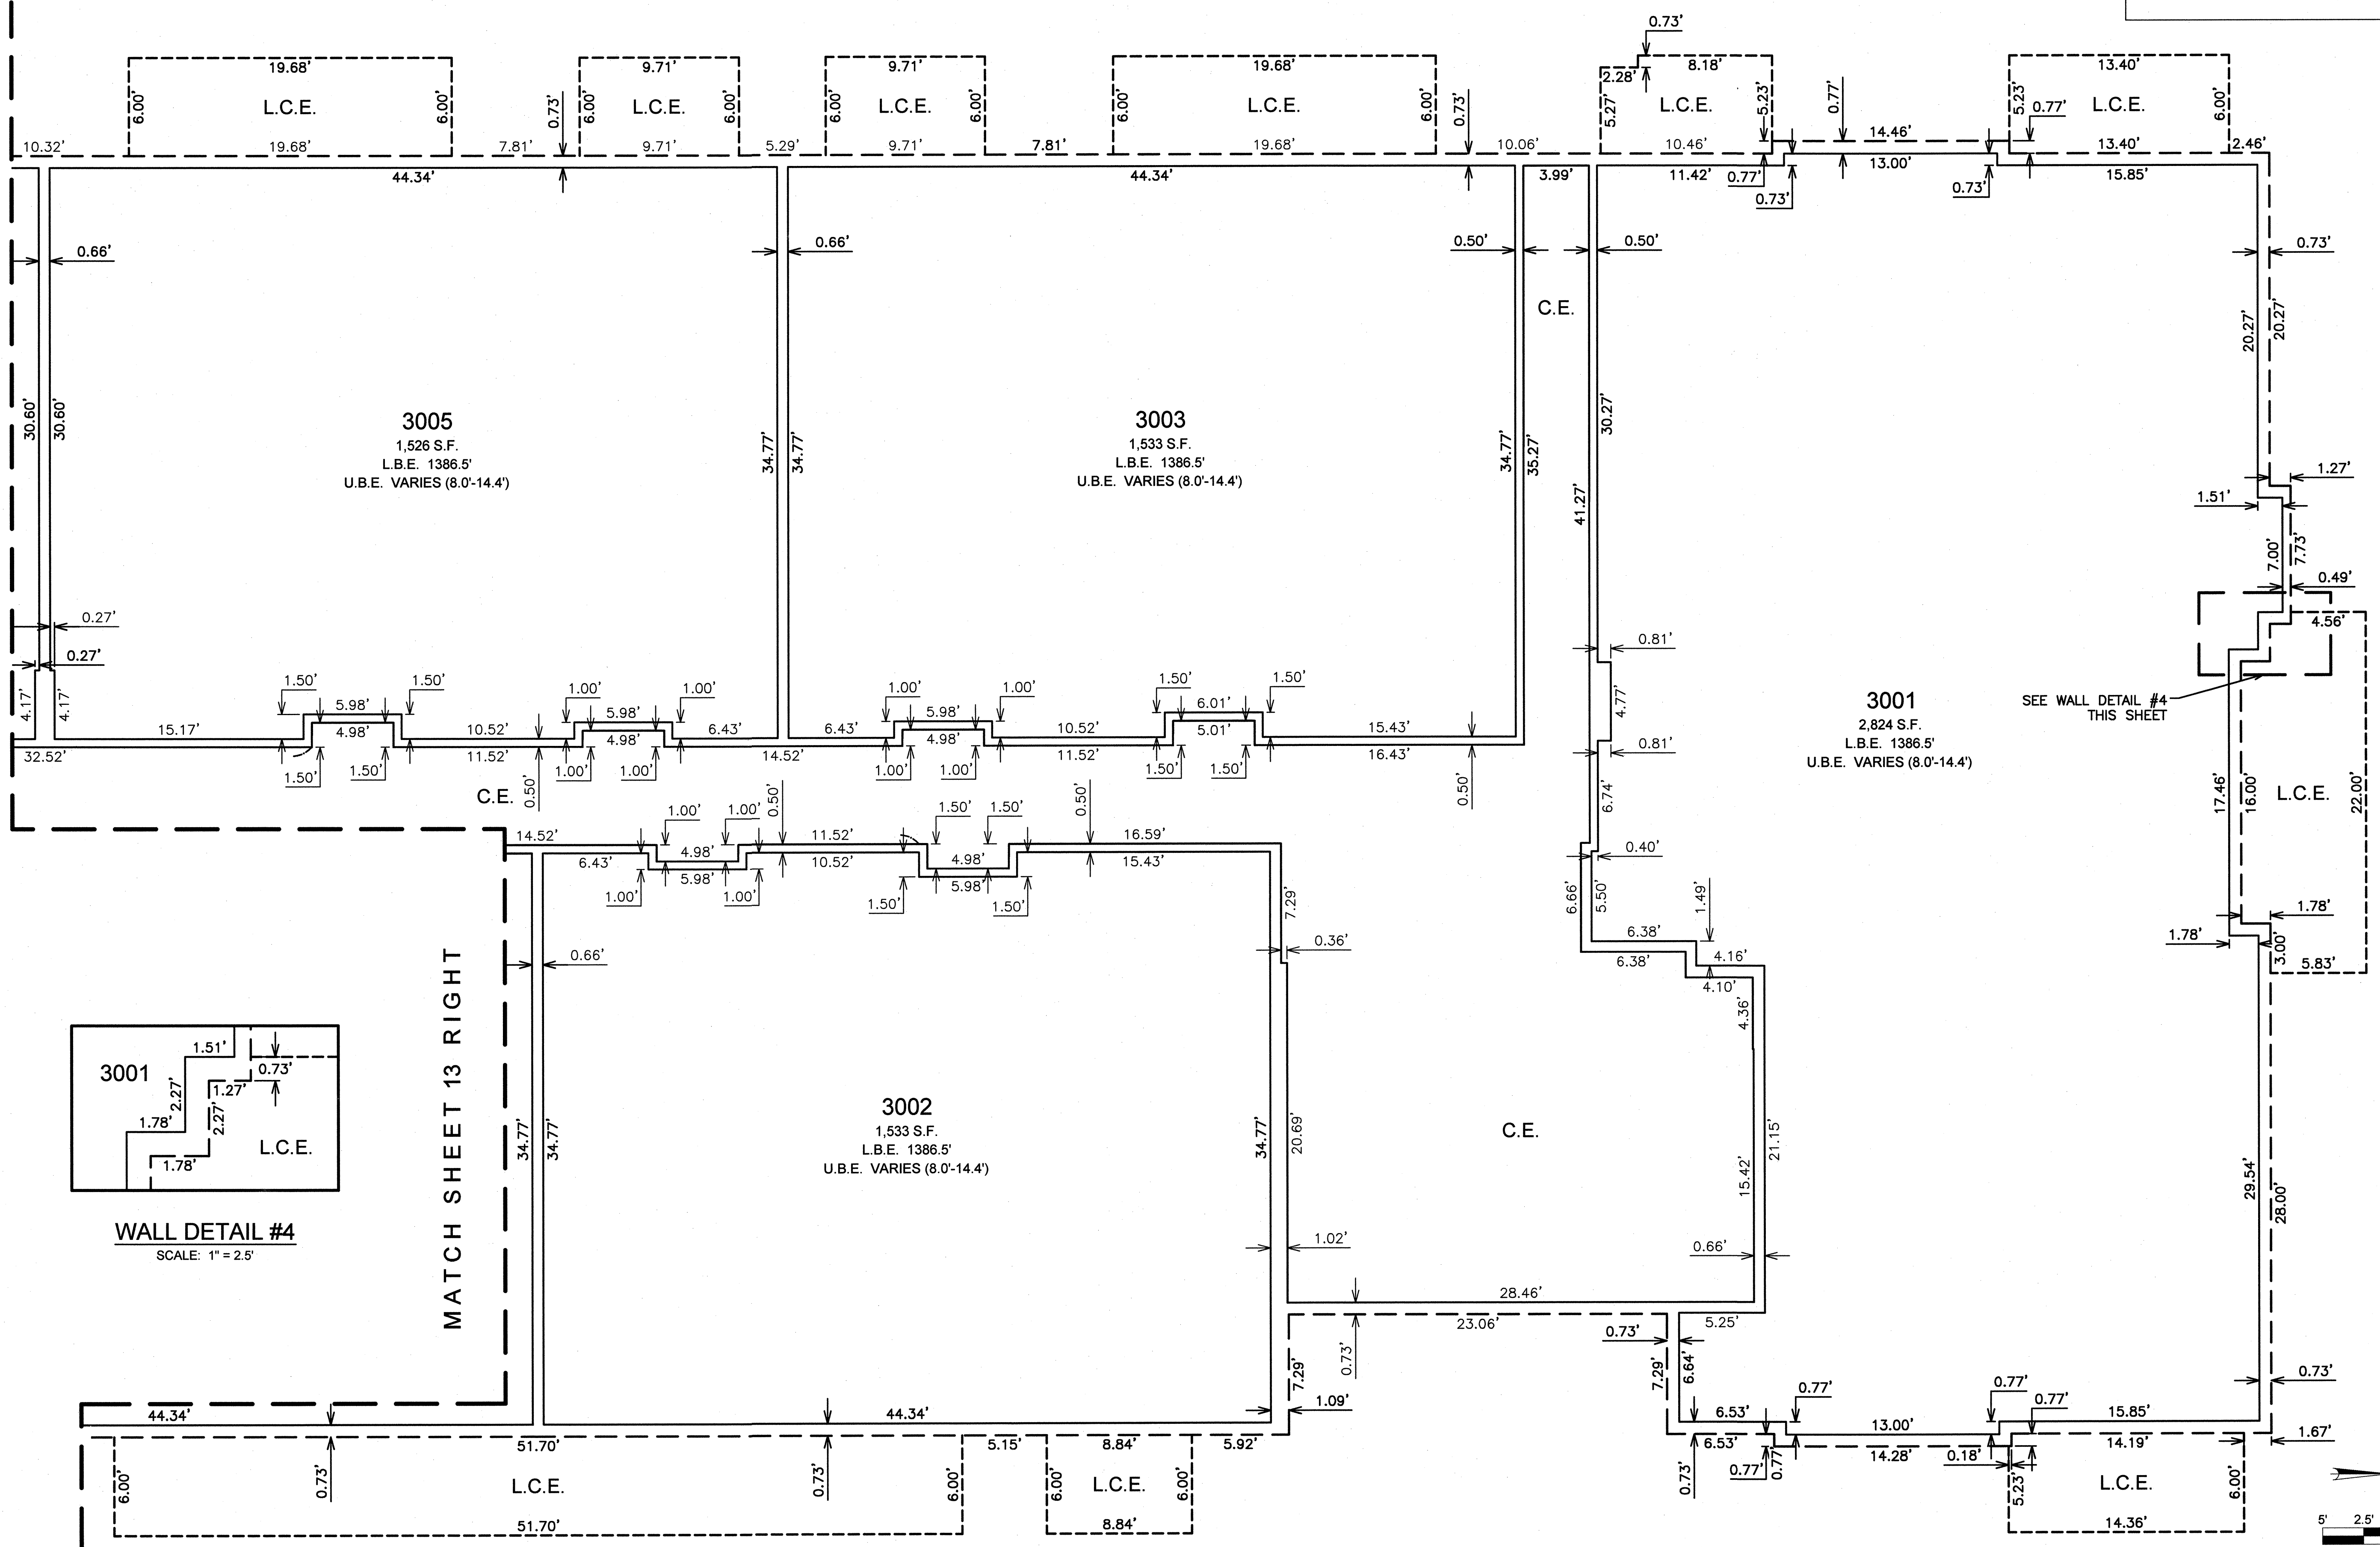 0.73'
19.68' 9.71' 9.71' 19.68' 2.28' 8.18' 13.40'
6.00' L.C.E. 6.00' 6.00' L.C.E. 6.00' 6.00' L.C.E. 6.00' 6.00' L.C.E. 6.00' 5.27' L.C.E. 5.23' 0.77' 5.23' 0.77' L.C.E. 6.00'
0.73' 0.73'
10.32' 19.68' 7.81' 9.71' 5.29' 9.71' 7.81' 19.68' 10.06' 10.46' 14.46' 13.40' 2.46'
44.34' 44.34' 3.99' 11.42' 0.77' 13.00' 15.85'
0.73' 0.73'
0.66' 0.66' 0.50' 0.50' 0.73'
C.E.
20.27' 20.27'
30.60' 30.60' 34.77' 34.77' 34.77' 35.27' 30.27'
3005
1,526 S.F.
L.B.E. 1386.5'
U.B.E. VARIES (8.0'-14.4')
3003
1,533 S.F.
L.B.E. 1386.5'
U.B.E. VARIES (8.0'-14.4')
41.27'
1.27'
1.51'
7.00' 7.73'
0.49'
4.56'
0.27'
0.27'
4.17' 4.17'
0.81'
4.77'
0.81'
6.74'
1.50' 5.98' 1.50' 1.00' 5.98' 1.00' 1.00' 5.98' 1.00' 1.50' 6.01' 1.50'
15.17' 4.98' 10.52' 4.98' 6.43' 6.43' 4.98' 10.52' 5.01' 15.43'
32.52' 11.52' 14.52' 11.52' 16.43'
1.50' 1.50' 1.00' 1.00' 1.00' 1.00' 1.50' 1.50'
0.50' 0.50'
C.E.
3001
2,824 S.F.
L.B.E. 1386.5'
U.B.E. VARIES (8.0'-14.4')
SEE WALL DETAIL #4
THIS SHEET
17.46' 16.00' L.C.E. 22.00'
1.00' 1.00' 0.50' 1.50' 1.50' 0.50'
14.52' 4.98' 11.52' 4.98' 16.59'
6.43' 5.98' 10.52' 5.98' 15.43'
1.00' 1.00' 1.50' 1.50'
0.40'
6.66' 5.50'
7.29'
0.36'
0.66'
1.49'
6.38' 4.16'
6.38' 4.10'
4.36'
1.78'
1.78'
3.00'
5.83'
MATCH SHEET 13 RIGHT
3001
1.51'
0.73'
2.27' 1.27'
1.78' 2.27'
1.78'
L.C.E.
WALL DETAIL #4
SCALE: 1" = 2.5'
34.77' 34.77'
3002
1,533 S.F.
L.B.E. 1386.5'
U.B.E. VARIES (8.0'-14.4')
34.77' 20.69'
C.E.
15.42' 21.15'
29.54' 28.00'
1.02'
0.66'
28.46'
23.06'
0.73'
0.73'
5.25'
7.29'
7.29' 6.64'
1.09'
0.73'
44.34' 44.34'
6.53' 0.77' 13.00' 0.77' 0.77' 15.85'
51.70' 5.15' 8.84' 5.92'
6.53' 14.28' 14.19' 1.67'
0.77' 0.77' 0.18'
0.73' 0.73' 0.73'
6.00' L.C.E. 6.00' 6.00' L.C.E. 6.00'
5.23' L.C.E. 6.00'
51.70' 8.84'
14.36'
5' 2.5'